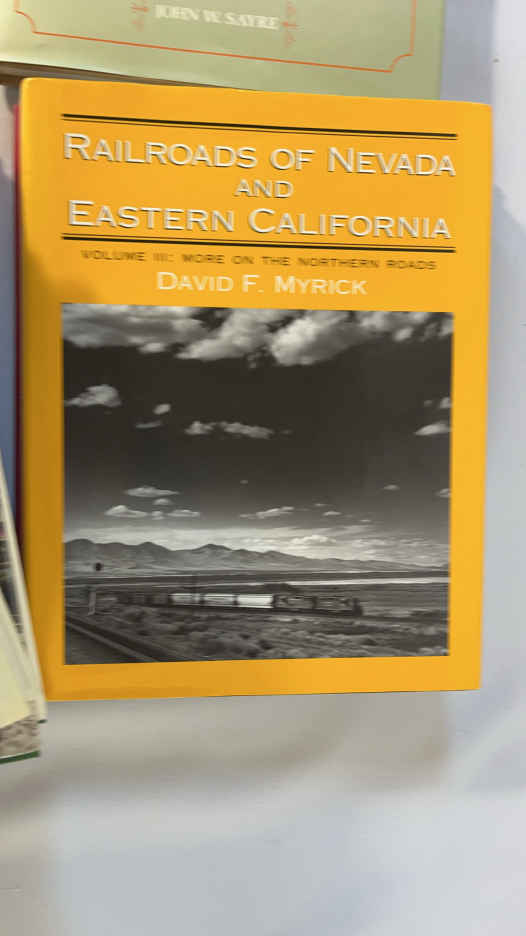 JOHN W. SAYRE
RAILROADS OF NEVADA
AND
EASTERN CALIFORNIA
VOLUME III: MORE ON THE NORTHERN ROADS
DAVID F. MYRICK